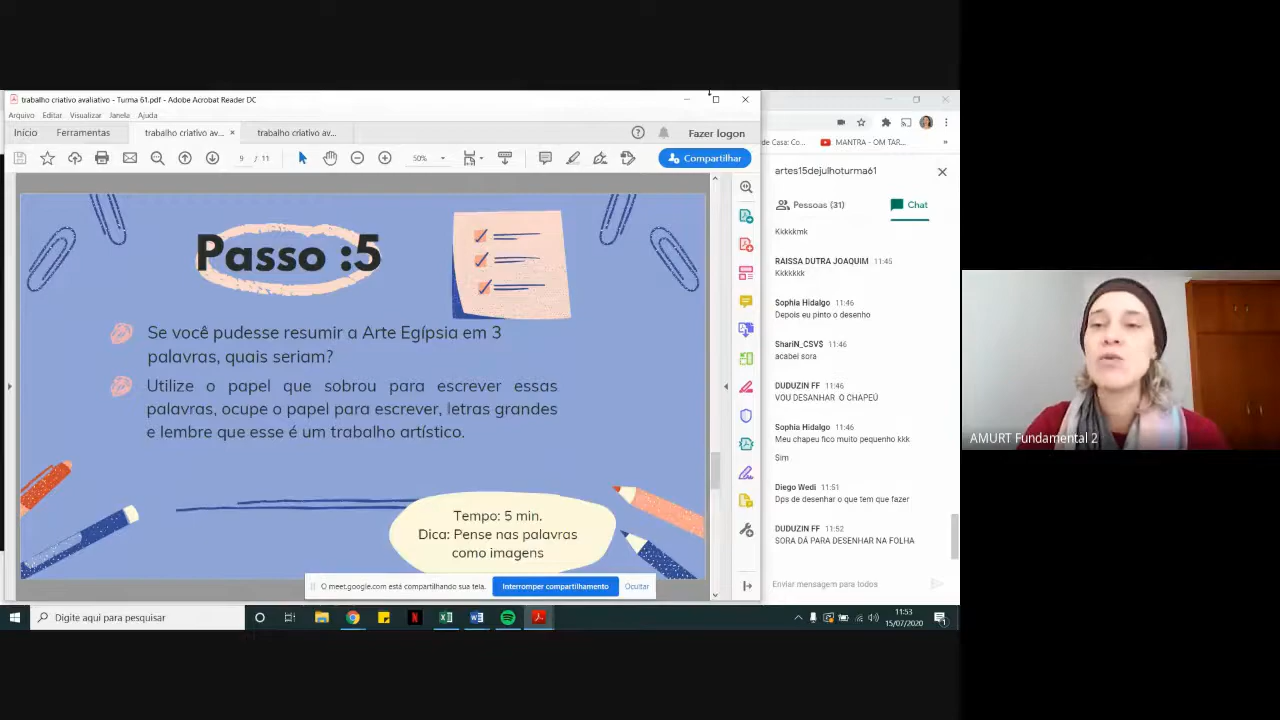 trabalho criativo avaliativo - Turma 61.pdf - Adobe Acrobat Reader DC
Arquivo Editar Visualizar Janela Ajuda
Início Ferramentas trabalho criativo av... × trabalho criativo av...
Fazer logon
9 / 11
50%
Compartilhar
Passo :5
Se você pudesse resumir a Arte Egípsia em 3
palavras, quais seriam?
Utilize o papel que sobrou para escrever essas
palavras, ocupe o papel para escrever, letras grandes
e lembre que esse é um trabalho artístico.
Tempo: 5 min.
Dica: Pense nas palavras
como imagens
O meet.google.com está compartilhando sua tela. Interromper compartilhamento Ocultar
de Casa: Co... MANTRA - OM TAR... »
artes15dejulhoturma61
Pessoas (31) Chat
Kkkkkmk
RAISSA DUTRA JOAQUIM 11:45
Kkkkkkk
Sophia Hidalgo 11:46
Depois eu pinto o desenho
ShariN_CSV$ 11:46
acabei sora
DUDUZIN FF 11:46
VOU DESANHAR O CHAPEÚ
Sophia Hidalgo 11:46
Meu chapeu fico muito pequenho kkk
Sim
Diego Wedi 11:51
Dps de desenhar o que tem que fazer
DUDUZIN FF 11:52
SORA DÁ PARA DESENHAR NA FOLHA
Enviar mensagem para todos
AMURT Fundamental 2
Digite aqui para pesquisar
11:53
15/07/2020